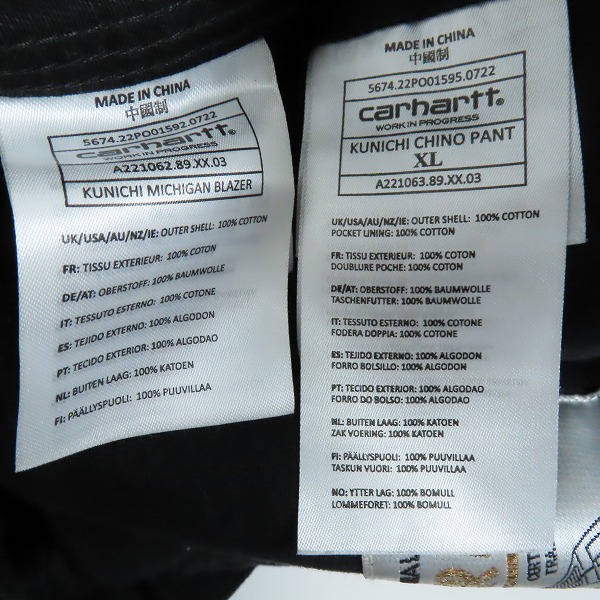 MADE IN CHINA
中國制
5674.22PO01592.0722
carhartt®
WORK IN PROGRESS
A221062.89.XX.03
KUNICHI MICHIGAN BLAZER
UK/USA/AU/NZ/IE: OUTER SHELL: 100% COTTON
FR: TISSU EXTERIEUR: 100% COTON
DE/AT: OBERSTOFF: 100% BAUMWOLLE
IT: TESSUTO ESTERNO: 100% COTONE
ES: TEJIDO EXTERNO: 100% ALGODON
PT: TECIDO EXTERIOR: 100% ALGODAO
NL: BUITEN LAAG: 100% KATOEN
FI: PÄÄLLYSPUOLI: 100% PUUVILLAA
MADE IN CHINA
中國制
5674.22PO01595.0722
carhartt®
WORK IN PROGRESS
KUNICHI CHINO PANT
XL
A221063.89.XX.03
UK/USA/AU/NZ/IE: OUTER SHELL: 100% COTTON
POCKET LINING: 100% COTTON
FR: TISSU EXTERIEUR: 100% COTON
DOUBLURE POCHE: 100% COTON
DE/AT: OBERSTOFF: 100% BAUMWOLLE
TASCHENFUTTER: 100% BAUMWOLLE
IT: TESSUTO ESTERNO: 100% COTONE
FODERA DOPPIA: 100% COTONE
ES: TEJIDO EXTERNO: 100% ALGODON
FORRO BOLSILLO: 100% ALGODON
PT: TECIDO EXTERIOR: 100% ALGODAO
FORRO DO BOLSO: 100% ALGODAO
NL: BUITEN LAAG: 100% KATOEN
ZAK VOERING: 100% KATOEN
FI: PÄÄLLYSPUOLI: 100% PUUVILLAA
TASKUN VUORI: 100% PUUVILLAA
NO: YTTER LAG: 100% BOMULL
LOMMEFORET: 100% BOMULL